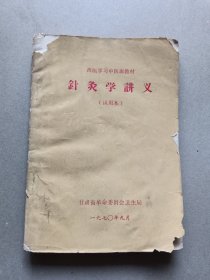 西医学习中医班教材
針灸学講义
（试用本）
甘肃省革命委员会卫生局
一九七〇年九月